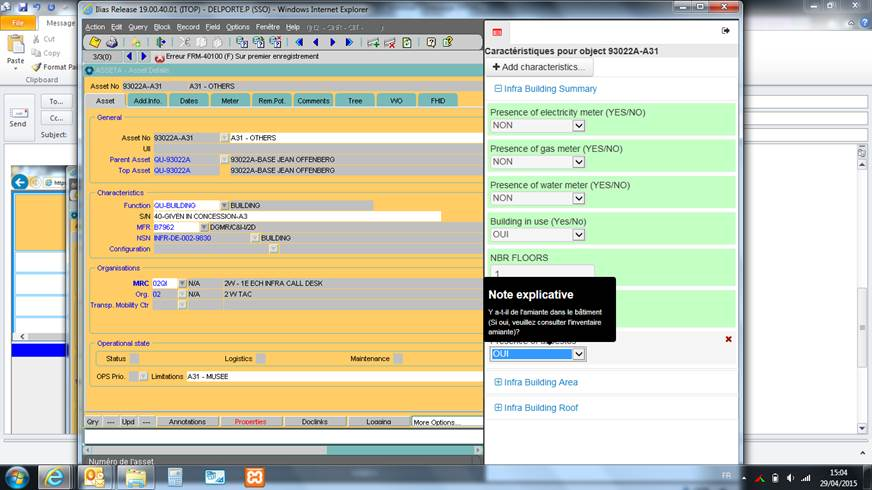 Ilias Release 19.00.40.01 (ITOP) - DELPORTE.P (SSO) - Windows Internet Explorer
File
Message
Cut
Copy
Paste
Format Painter
Clipboard
To...
Cc...
Send
Subject:
Action Edit Query Block Record Field Options Fenêtre Help
3/3(0)
Erreur FRM-40100 (F) Sur premier enregistrement
ASSETA - Asset Details
Asset No 93022A-A31 A31 - OTHERS
Asset Add.Info. Dates Meter Rem.Pot. Comments Tree WO FHID
General
Asset No 93022A-A31 A31 - OTHERS
UII
Parent Asset QU-93022A 93022A-BASE JEAN OFFENBERG
Top Asset QU-93022A 93022A-BASE JEAN OFFENBERG
Characteristics
Function QU-BUILDING BUILDING
S/N 40-GIVEN IN CONCESSION-A3
MFR B7962 DGMR/C&I-I/2D
NSN INFR-DE-002-9830 BUILDING
Configuration
Organisations
MRC 02QI N/A 2W - 1E ECH INFRA CALL DESK
Org. 02 N/A 2 W TAC
Transp. Mobility Ctr
Operational state
Status Logistics Maintenance
OPS Prio. Limitations A31 - MUSEE
Qry --- Upd --- Annotations Properties Doclinks Logging More Options...
Numéro de l'asset
Caractéristiques pour object 93022A-A31
Add characteristics...
Infra Building Summary
Presence of electricity meter (YES/NO)
NON
Presence of gas meter (YES/NO)
NON
Presence of water meter (YES/NO)
NON
Building in use (Yes/No)
OUI
NBR FLOORS
1
Note explicative
Y a-t-il de l'amiante dans le bâtiment
(Si oui, veuillez consulter l'inventaire
amiante)?
OUI
Infra Building Area
Infra Building Roof
FR
15:04
29/04/2015